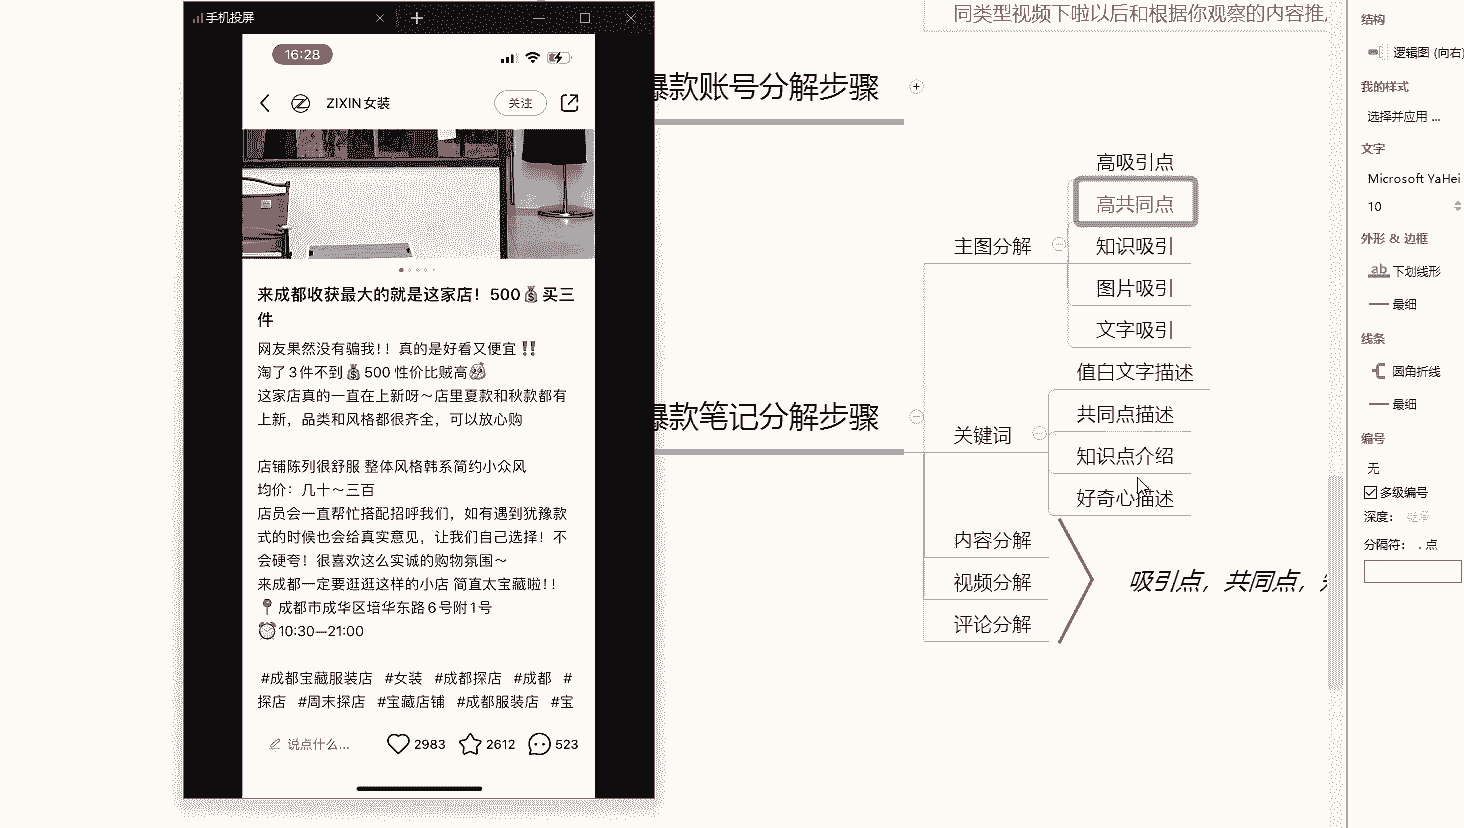 手机投屏
16:28
ZIXIN女装
关注
来成都收获最大的就是这家店！500💰买三
件
网友果然没有骗我!！真的是好看又便宜‼️
淘了3件不到💰500 性价比贼高💰
这家店真的一直在上新呀～店里夏款和秋款都有
上新，品类和风格都很齐全，可以放心购
店铺陈列很舒服 整体风格韩系简约小众风
均价：几十～三百
店员会一直帮忙搭配招呼我们，如有遇到犹豫款
式的时候也会给真实意见，让我们自己选择！不
会硬夸！很喜欢这么实诚的购物氛围～
来成都一定要逛逛这样的小店 简直太宝藏啦!！
📍成都市成华区培华东路6号附1号
⏰10:30—21:00
#成都宝藏服装店 #女装 #成都探店 #成都 #
探店 #周末探店 #宝藏店铺 #成都服装店 #宝
说点什么...
2983
2612
523
同类型视频下啦以后和根据你观察的内容推
爆款账号分解步骤
爆款笔记分解步骤
主图分解
高吸引点
高共同点
知识吸引
图片吸引
文字吸引
关键词
值白文字描述
共同点描述
知识点介绍
好奇心描述
内容分解
视频分解
评论分解
吸引点，共同点，
结构
逻辑图 (向右)
我的样式
选择并应用 ...
文字
Microsoft YaHei
10
外形 & 边框
ab 下划线形
最细
线条
圆角折线
最细
编号
无
多级编号
深度：
分隔符： . 点